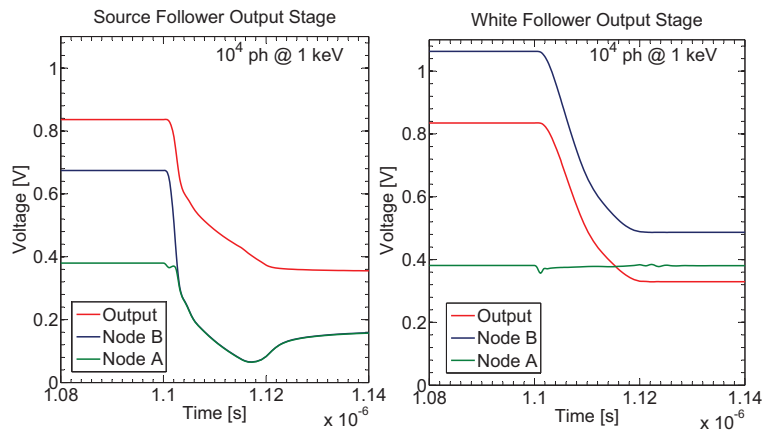 Source Follower Output Stage
10^4 ph @ 1 keV
Voltage [V]
1
0.8
0.6
0.4
0.2
0
Output
Node B
Node A
1.08
1.1
1.12
1.14
Time [s]
x 10^-6
White Follower Output Stage
10^4 ph @ 1 keV
Voltage [V]
1
0.8
0.6
0.4
0.2
0
Output
Node B
Node A
1.08
1.1
1.12
1.14
Time [s]
x 10^-6